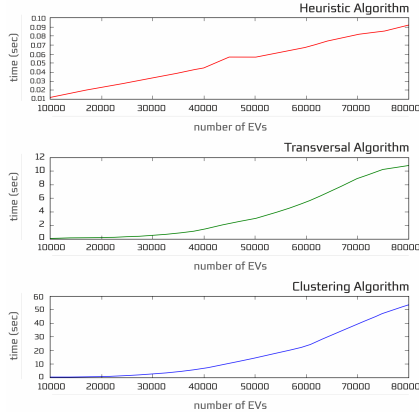 Heuristic Algorithm
0.10
0.09
0.08
0.07
0.06
0.05
0.04
0.03
0.02
0.01
time (sec)
10000 20000 30000 40000 50000 60000 70000 80000
number of EVs
Transversal Algorithm
12
10
8
6
4
2
0
time (sec)
10000 20000 30000 40000 50000 60000 70000 80000
number of EVs
Clustering Algorithm
60
50
40
30
20
10
0
time (sec)
10000 20000 30000 40000 50000 60000 70000 80000
number of EVs